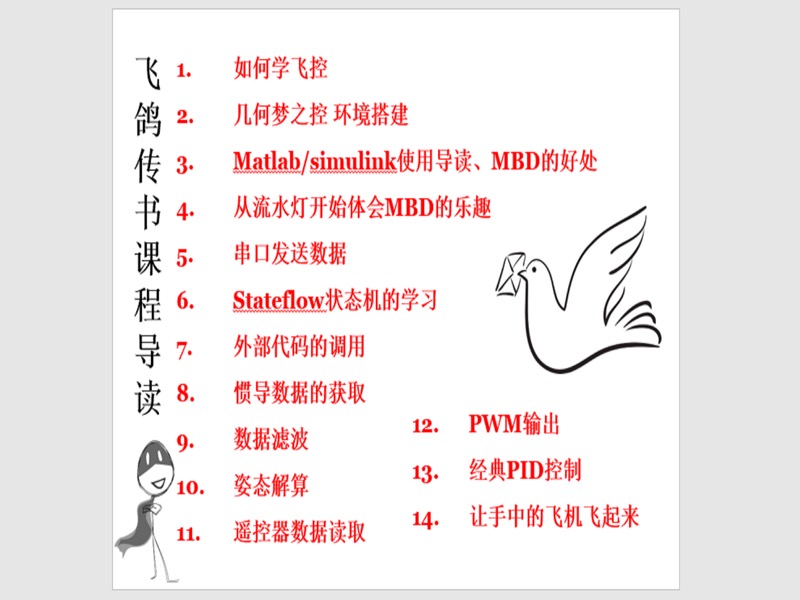 飞鸽传书课程导读
1. 如何学飞控
2. 几何梦之控 环境搭建
3. Matlab/simulink使用导读、MBD的好处
4. 从流水灯开始体会MBD的乐趣
5. 串口发送数据
6. Stateflow状态机的学习
7. 外部代码的调用
8. 惯导数据的获取
9. 数据滤波
10. 姿态解算
11. 遥控器数据读取
12. PWM输出
13. 经典PID控制
14. 让手中的飞机飞起来